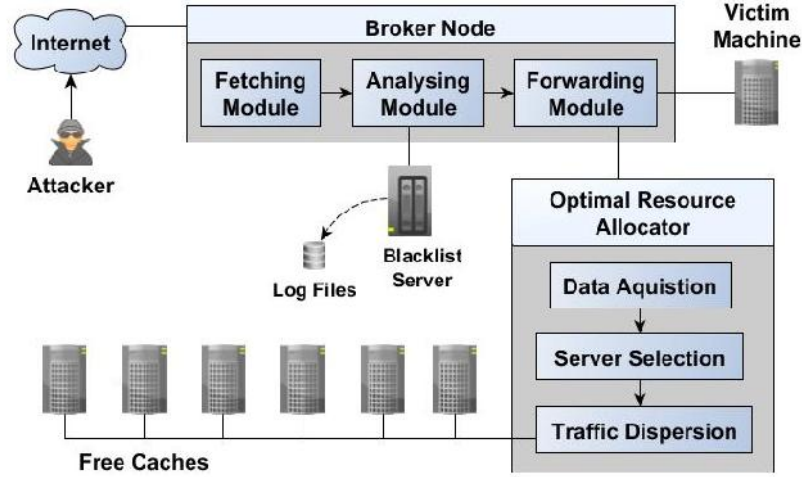 Internet
Broker Node
Victim
Machine
Fetching
Module
Analysing
Module
Forwarding
Module
Attacker
Blacklist
Server
Log Files
Optimal Resource
Allocator
Data Aquistion
Server Selection
Traffic Dispersion
Free Caches